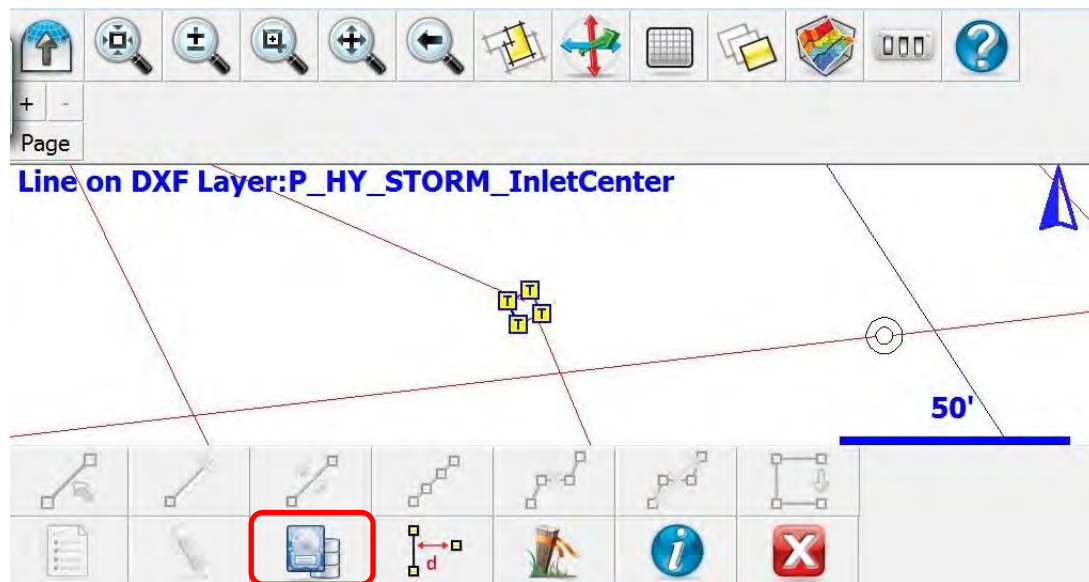 + -
Page
Line on DXF Layer:P_HY_STORM_InletCenter
T
T
T
T
50'
d